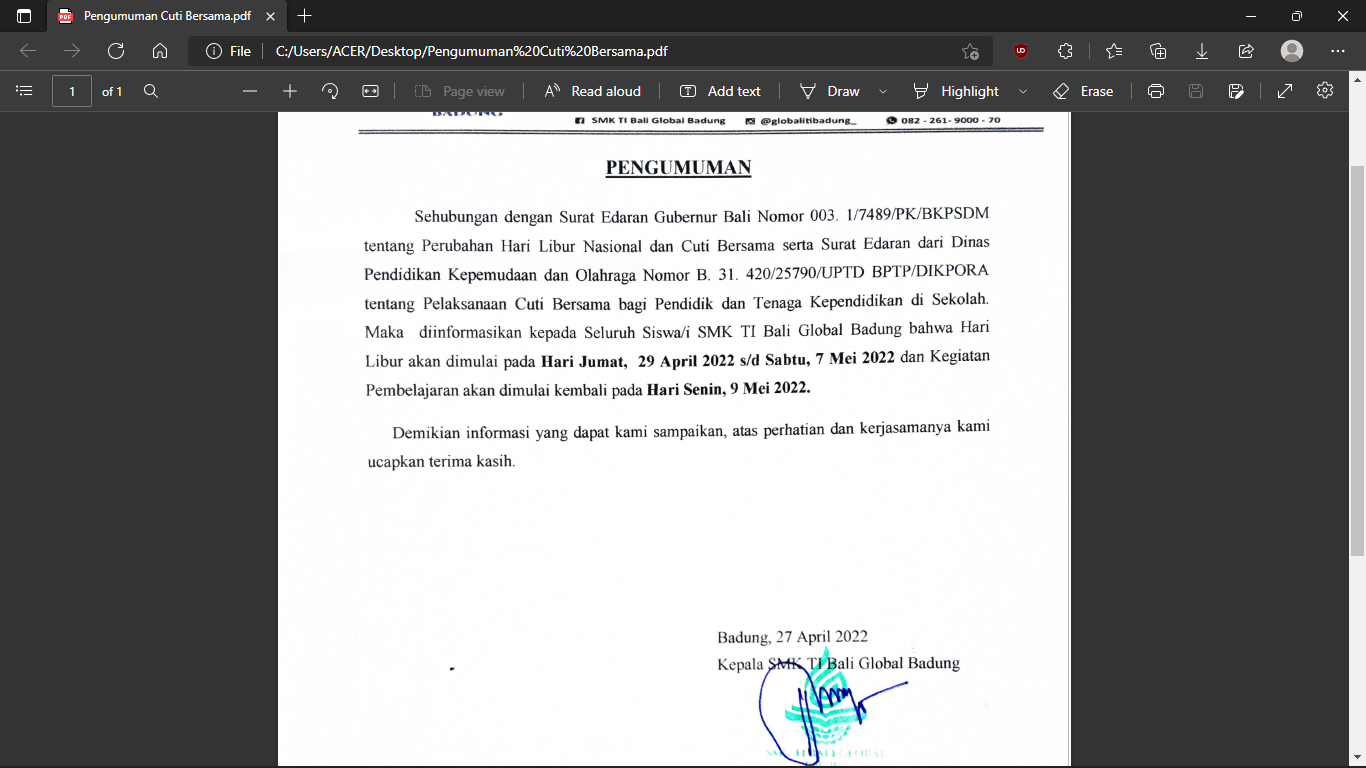 Pengumuman Cuti Bersama.pdf
File C:/Users/ACER/Desktop/Pengumuman%20Cuti%20Bersama.pdf
1 of 1 Page view Read aloud Add text Draw Highlight Erase
BADUNG
SMK TI Bali Global Badung @globalitibadung_ 082 - 261- 9000 - 70
PENGUMUMAN
Sehubungan dengan Surat Edaran Gubernur Bali Nomor 003. 1/7489/PK/BKPSDM
tentang Perubahan Hari Libur Nasional dan Cuti Bersama serta Surat Edaran dari Dinas
Pendidikan Kepemudaan dan Olahraga Nomor B. 31. 420/25790/UPTD BPTP/DIKPORA
tentang Pelaksanaan Cuti Bersama bagi Pendidik dan Tenaga Kependidikan di Sekolah.
Maka diinformasikan kepada Seluruh Siswa/i SMK TI Bali Global Badung bahwa Hari
Libur akan dimulai pada Hari Jumat, 29 April 2022 s/d Sabtu, 7 Mei 2022 dan Kegiatan
Pembelajaran akan dimulai kembali pada Hari Senin, 9 Mei 2022.
Demikian informasi yang dapat kami sampaikan, atas perhatian dan kerjasamanya kami
ucapkan terima kasih.
Badung, 27 April 2022
Kepala SMK TI Bali Global Badung